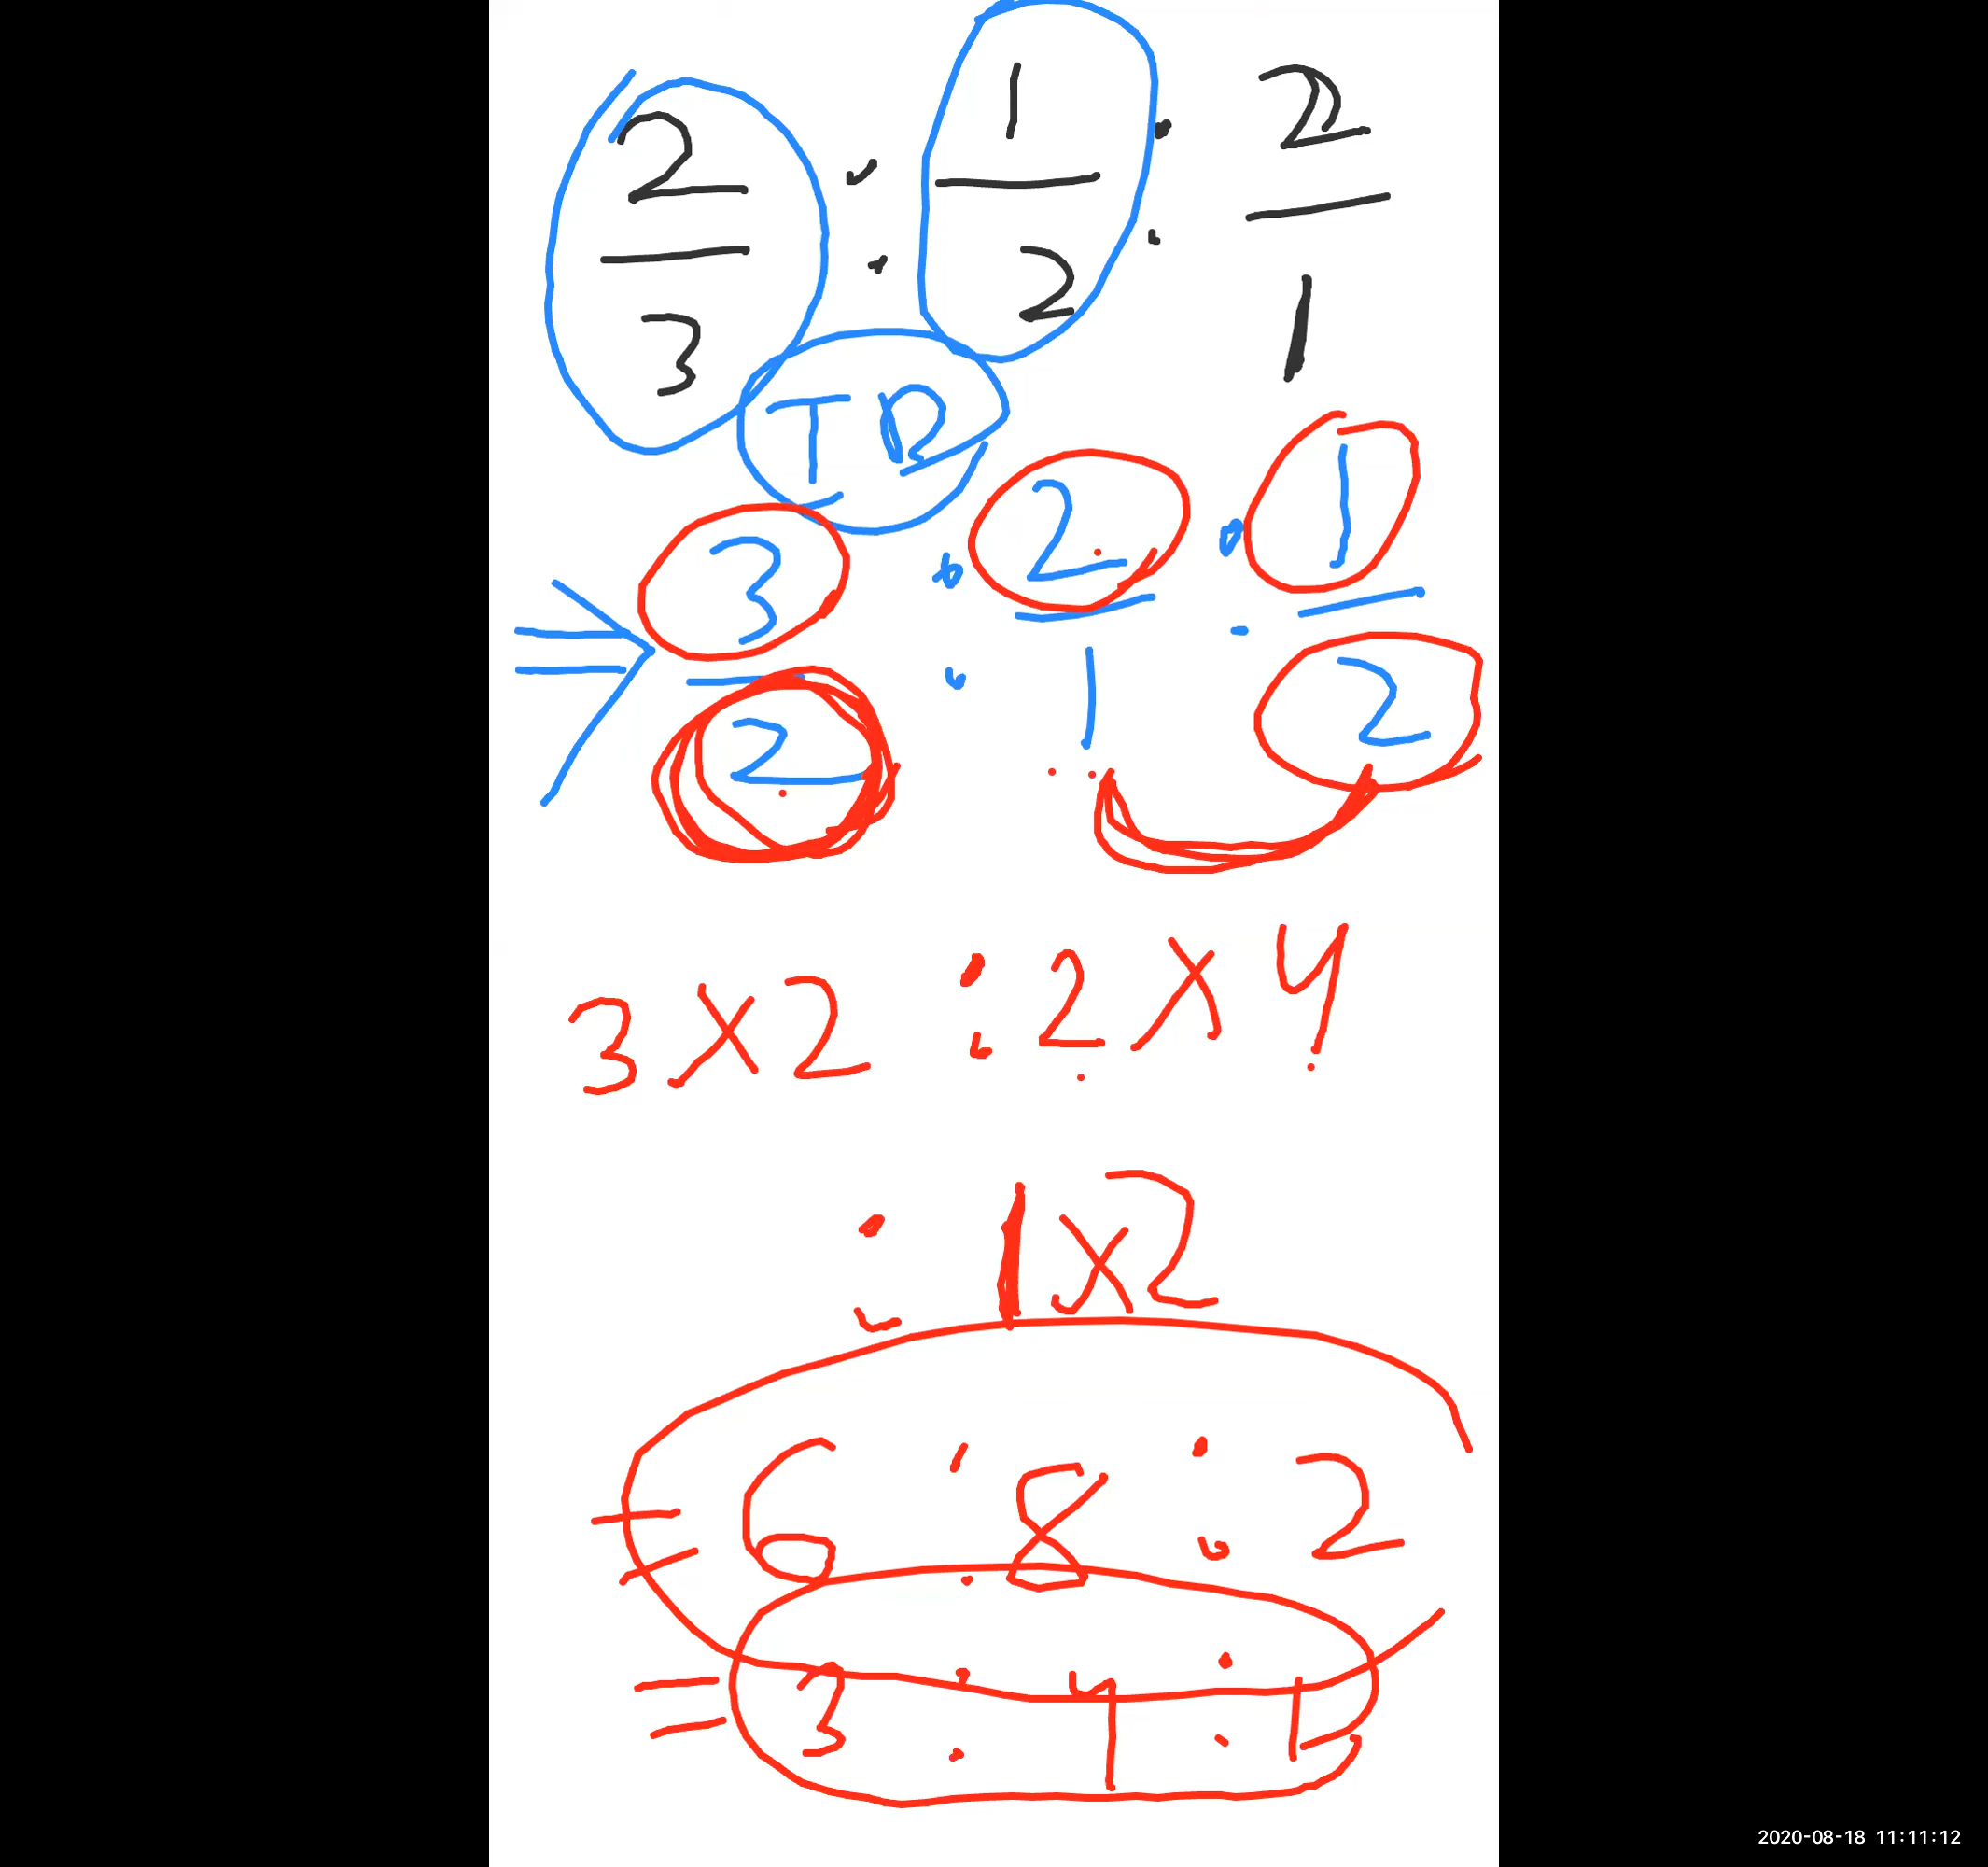 2/3 : 1/2 : 2/1
IP
⇒ 3/2 : 2/1 : 1/2
3 x 2 : 2 x 4
: 1 x 2
= 6 : 8 : 2
= 3 : 4 : 1
2020-08-18 11:11:12